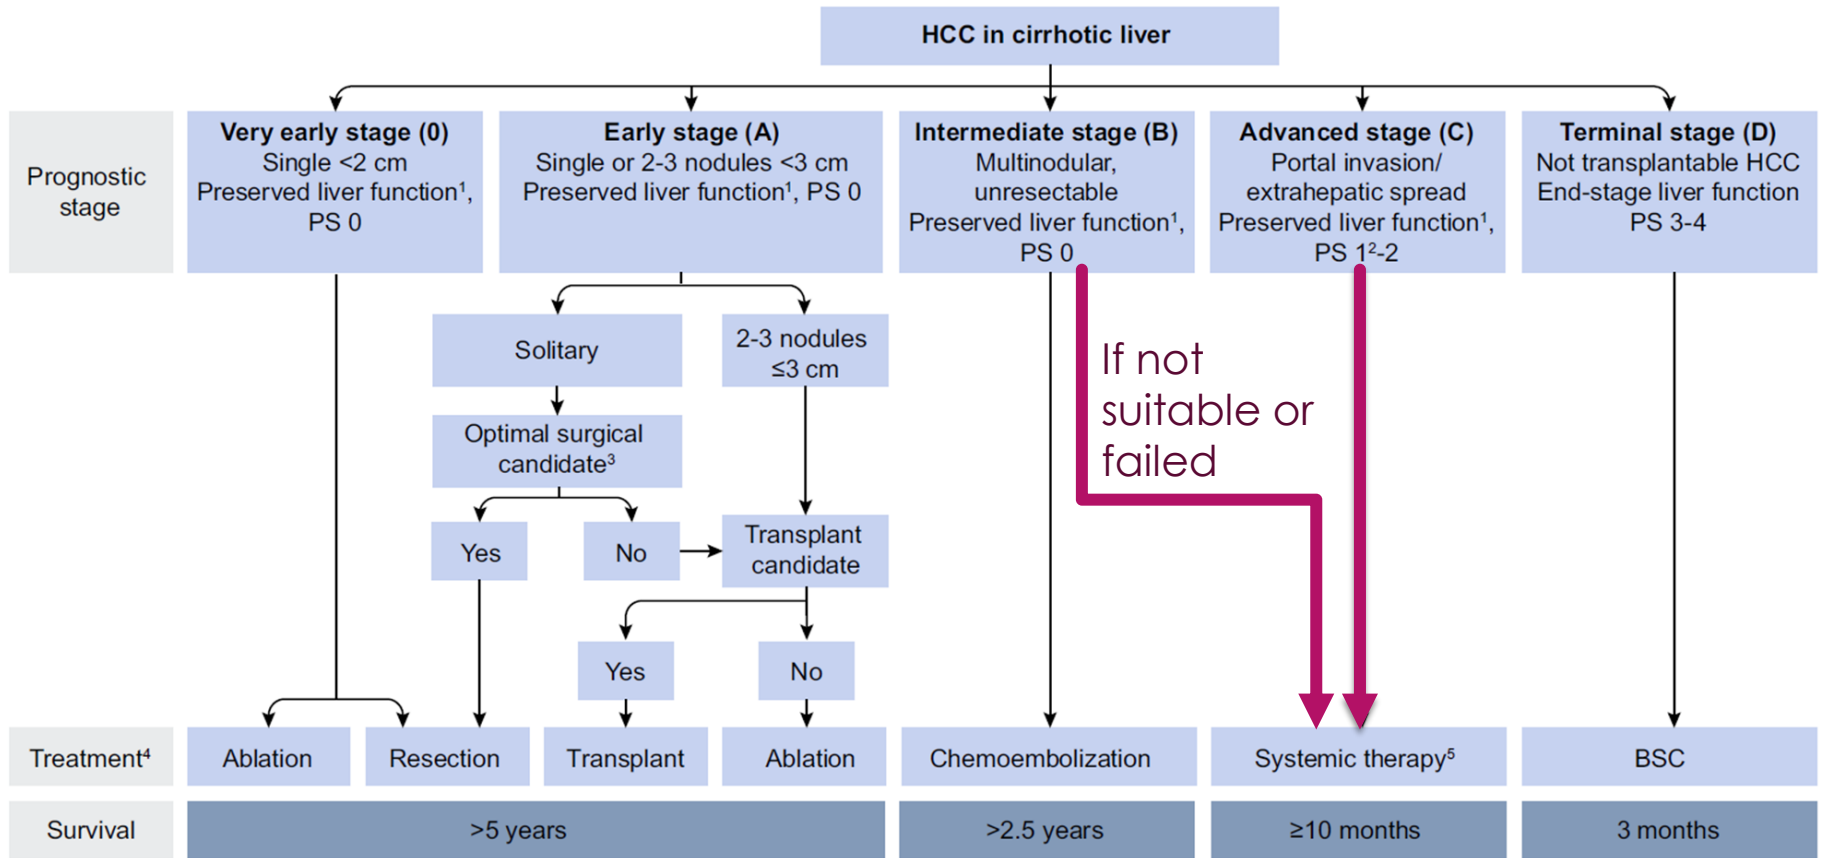 HCC in cirrhotic liver
Prognostic
stage
Very early stage (0)
Single <2 cm
Preserved liver function¹,
PS 0
Early stage (A)
Single or 2-3 nodules <3 cm
Preserved liver function¹, PS 0
Intermediate stage (B)
Multinodular,
unresectable
Preserved liver function¹,
PS 0
Advanced stage (C)
Portal invasion/
extrahepatic spread
Preserved liver function¹,
PS 1²-2
Terminal stage (D)
Not transplantable HCC
End-stage liver function
PS 3-4
Solitary
2-3 nodules
≤3 cm
Optimal surgical
candidate³
Yes
No
Transplant
candidate
Yes
No
If not
suitable or
failed
Treatment⁴
Ablation
Resection
Transplant
Ablation
Chemoembolization
Systemic therapy⁵
BSC
Survival
>5 years
>2.5 years
≥10 months
3 months